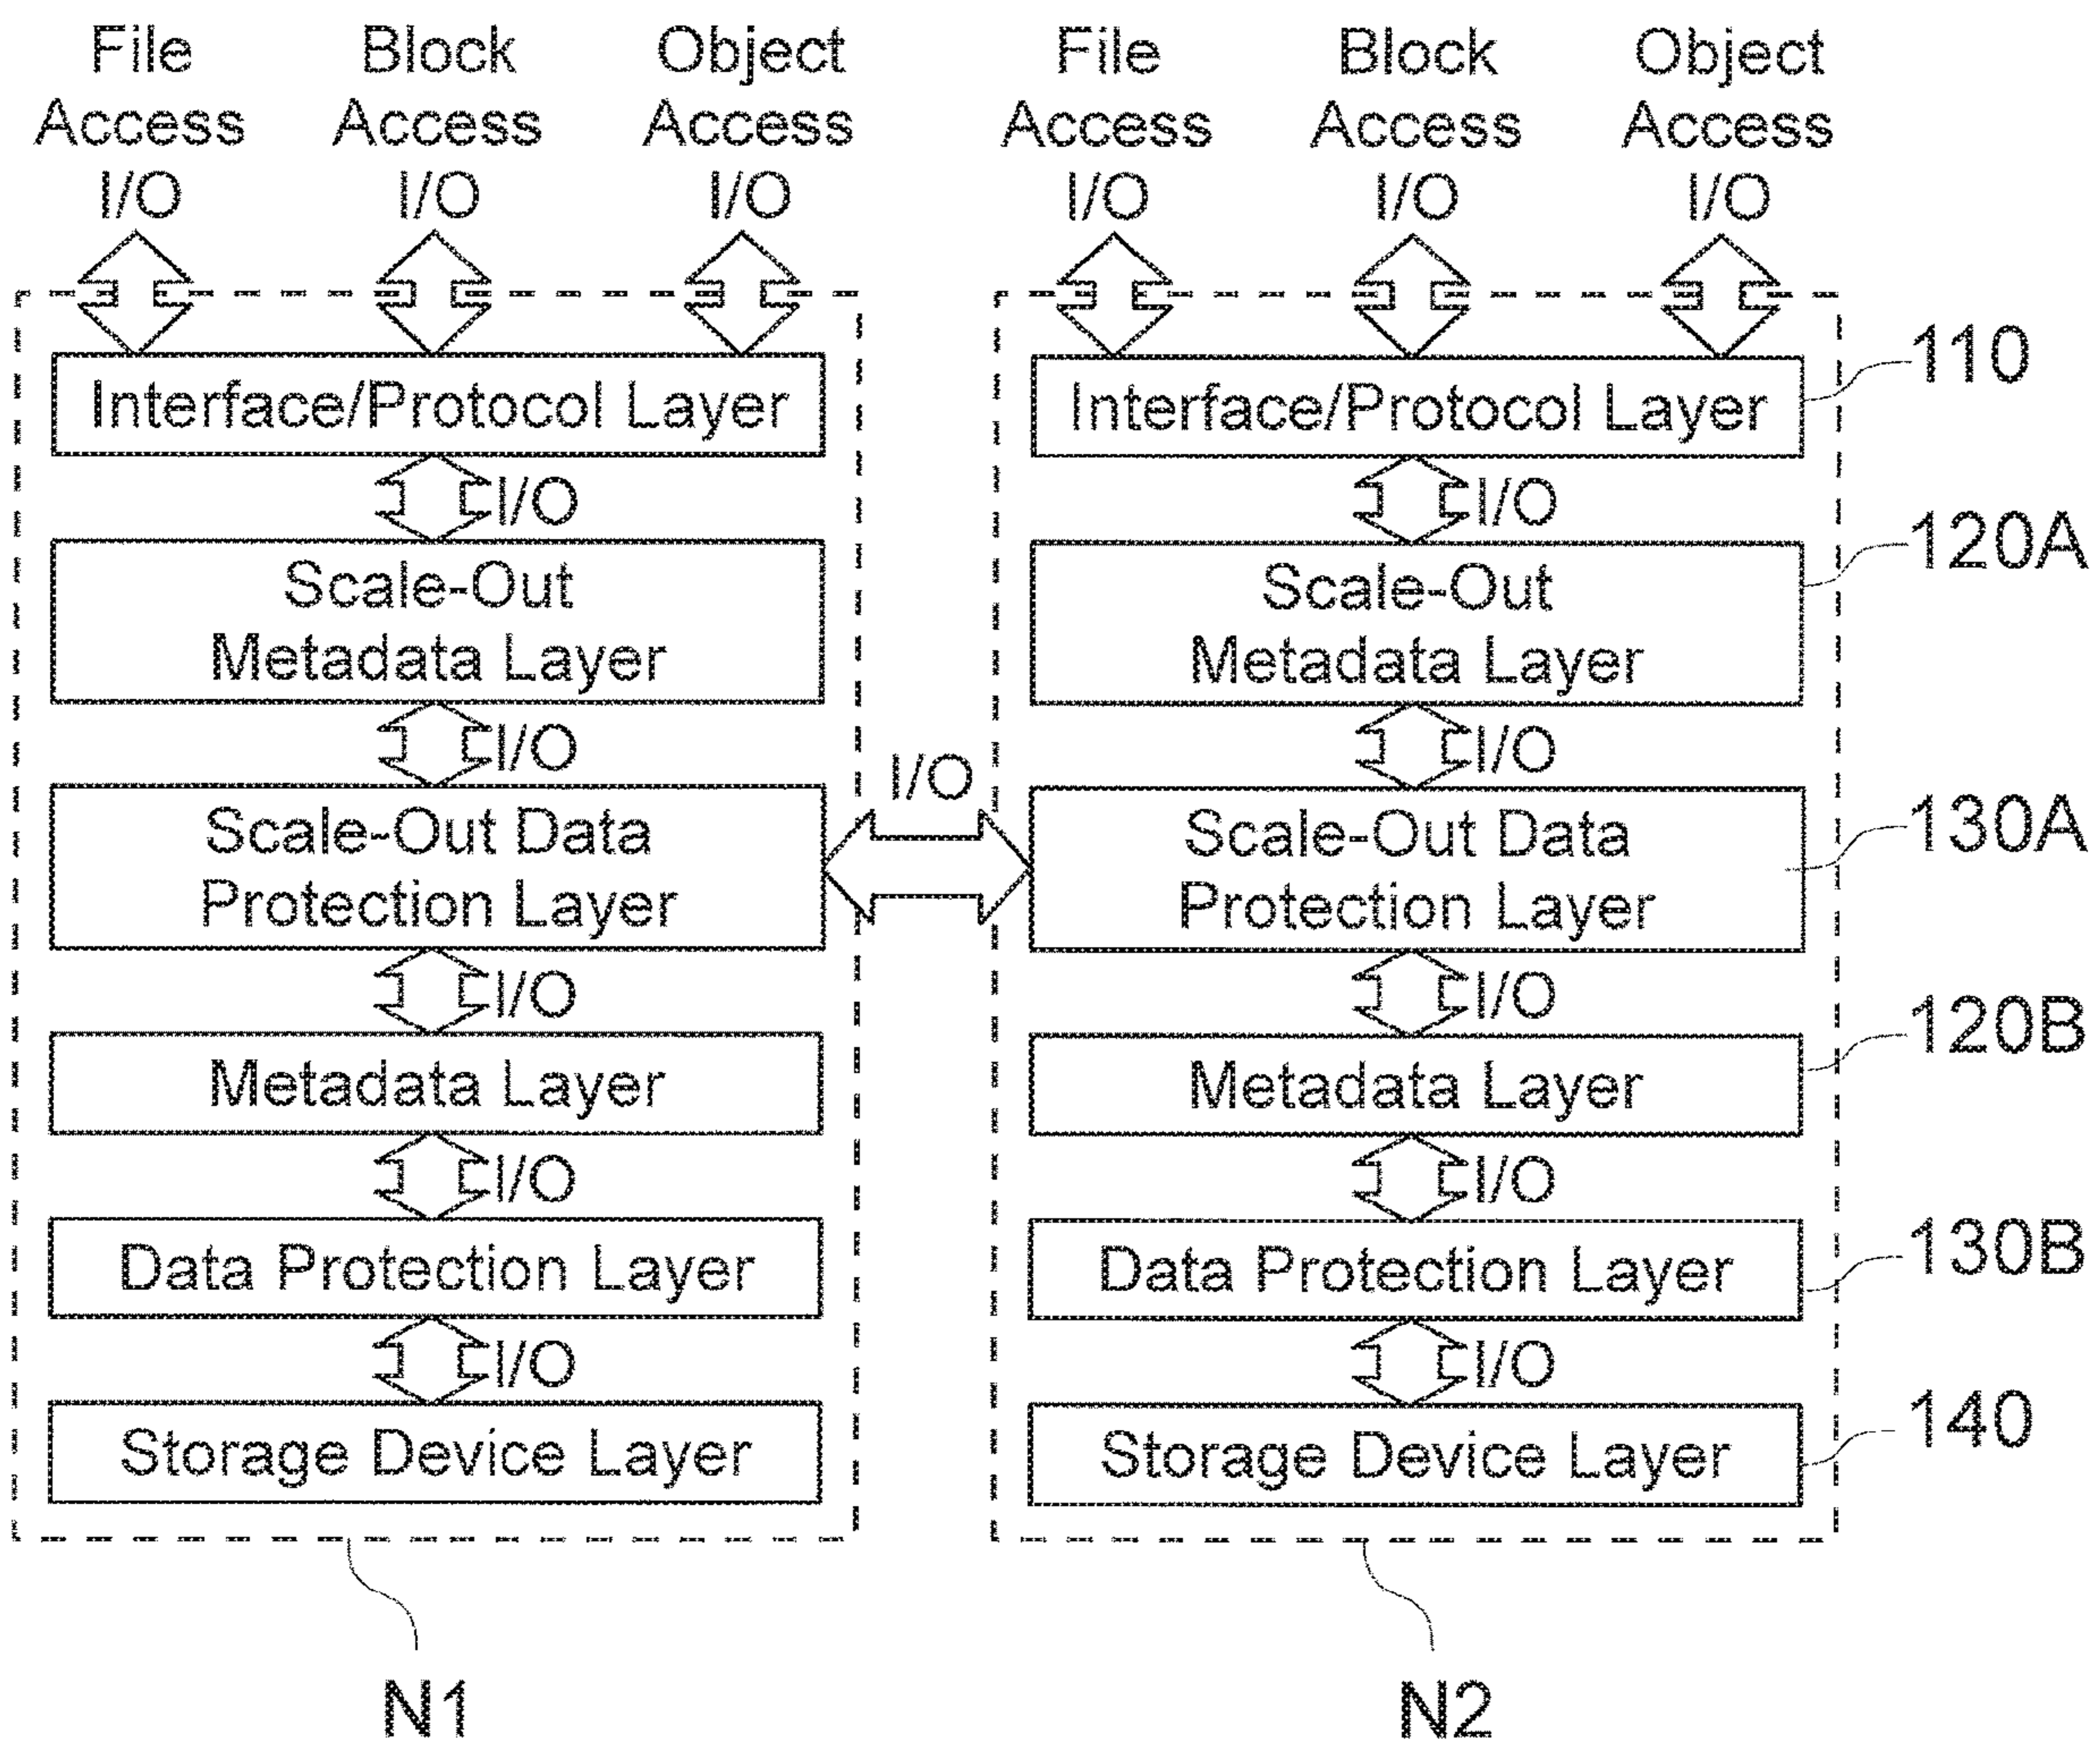 File
Access
I/O
Block
Access
I/O
Object
Access
I/O
File
Access
I/O
Block
Access
I/O
Object
Access
I/O
Interface/Protocol Layer
I/O
Scale-Out
Metadata Layer
I/O
Scale-Out Data
Protection Layer
I/O
Metadata Layer
I/O
Data Protection Layer
I/O
Storage Device Layer
N1
I/O
Interface/Protocol Layer
110
I/O
Scale-Out
Metadata Layer
120A
I/O
Scale-Out Data
Protection Layer
130A
I/O
Metadata Layer
120B
I/O
Data Protection Layer
130B
I/O
Storage Device Layer
140
N2